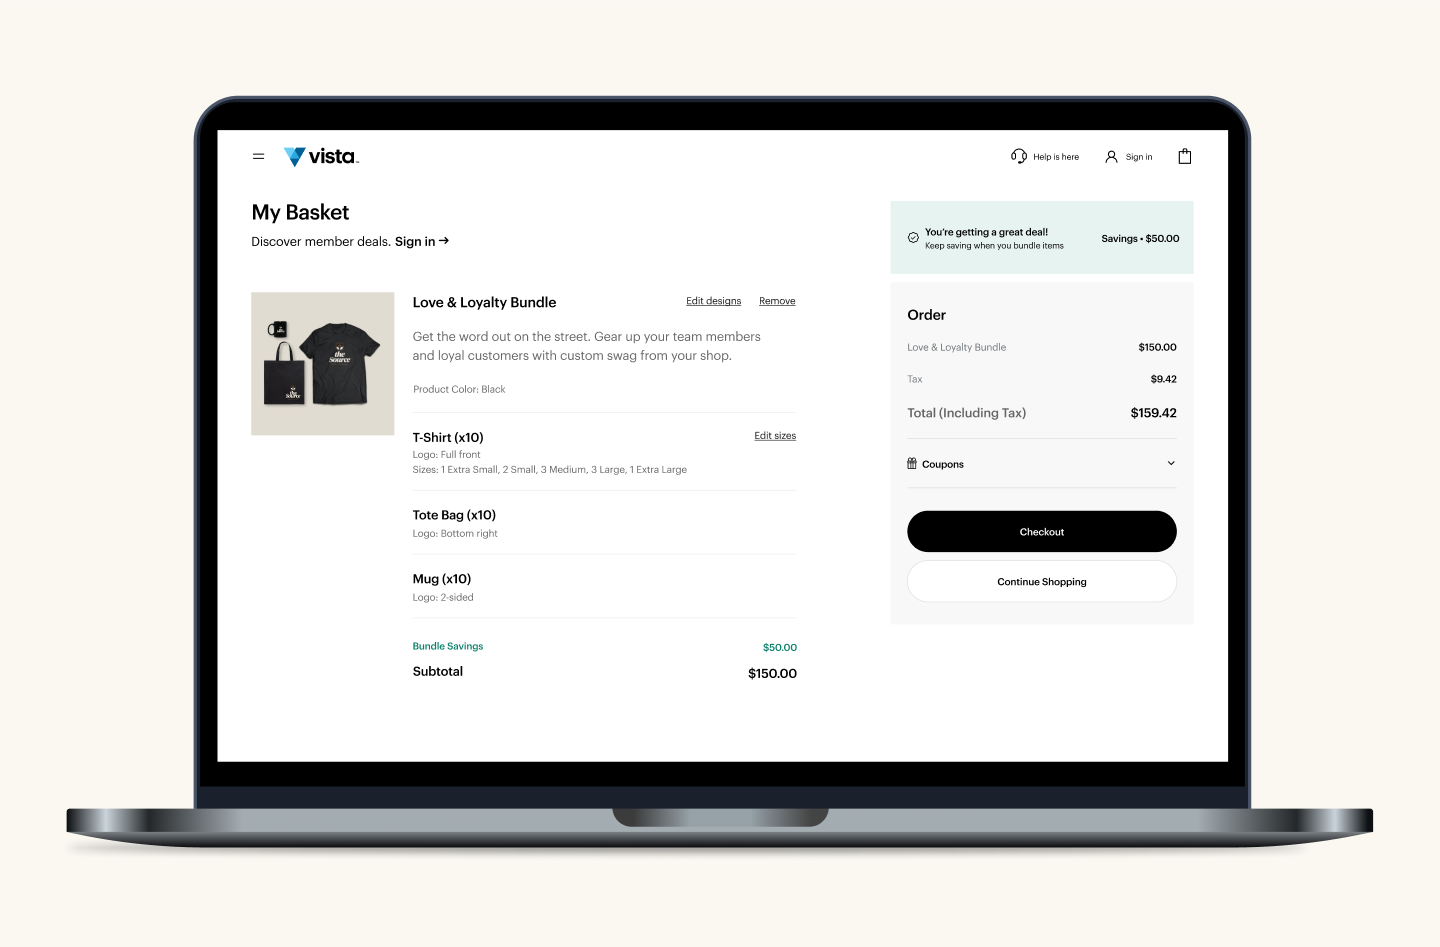 vista
Help is here
Sign in
My Basket
Discover member deals. Sign in →
You're getting a great deal!
Keep saving when you bundle items
Savings • $50.00
Love & Loyalty Bundle
Edit designs
Remove
Get the word out on the street. Gear up your team members
and loyal customers with custom swag from your shop.
Product Color: Black
the
Source
the
Source
T-Shirt (x10)
Edit sizes
Logo: Full front
Sizes: 1 Extra Small, 2 Small, 3 Medium, 3 Large, 1 Extra Large
Tote Bag (x10)
Logo: Bottom right
Mug (x10)
Logo: 2-sided
Bundle Savings
$50.00
Subtotal
$150.00
Order
Love & Loyalty Bundle
$150.00
Tax
$9.42
Total (Including Tax)
$159.42
Coupons
Checkout
Continue Shopping